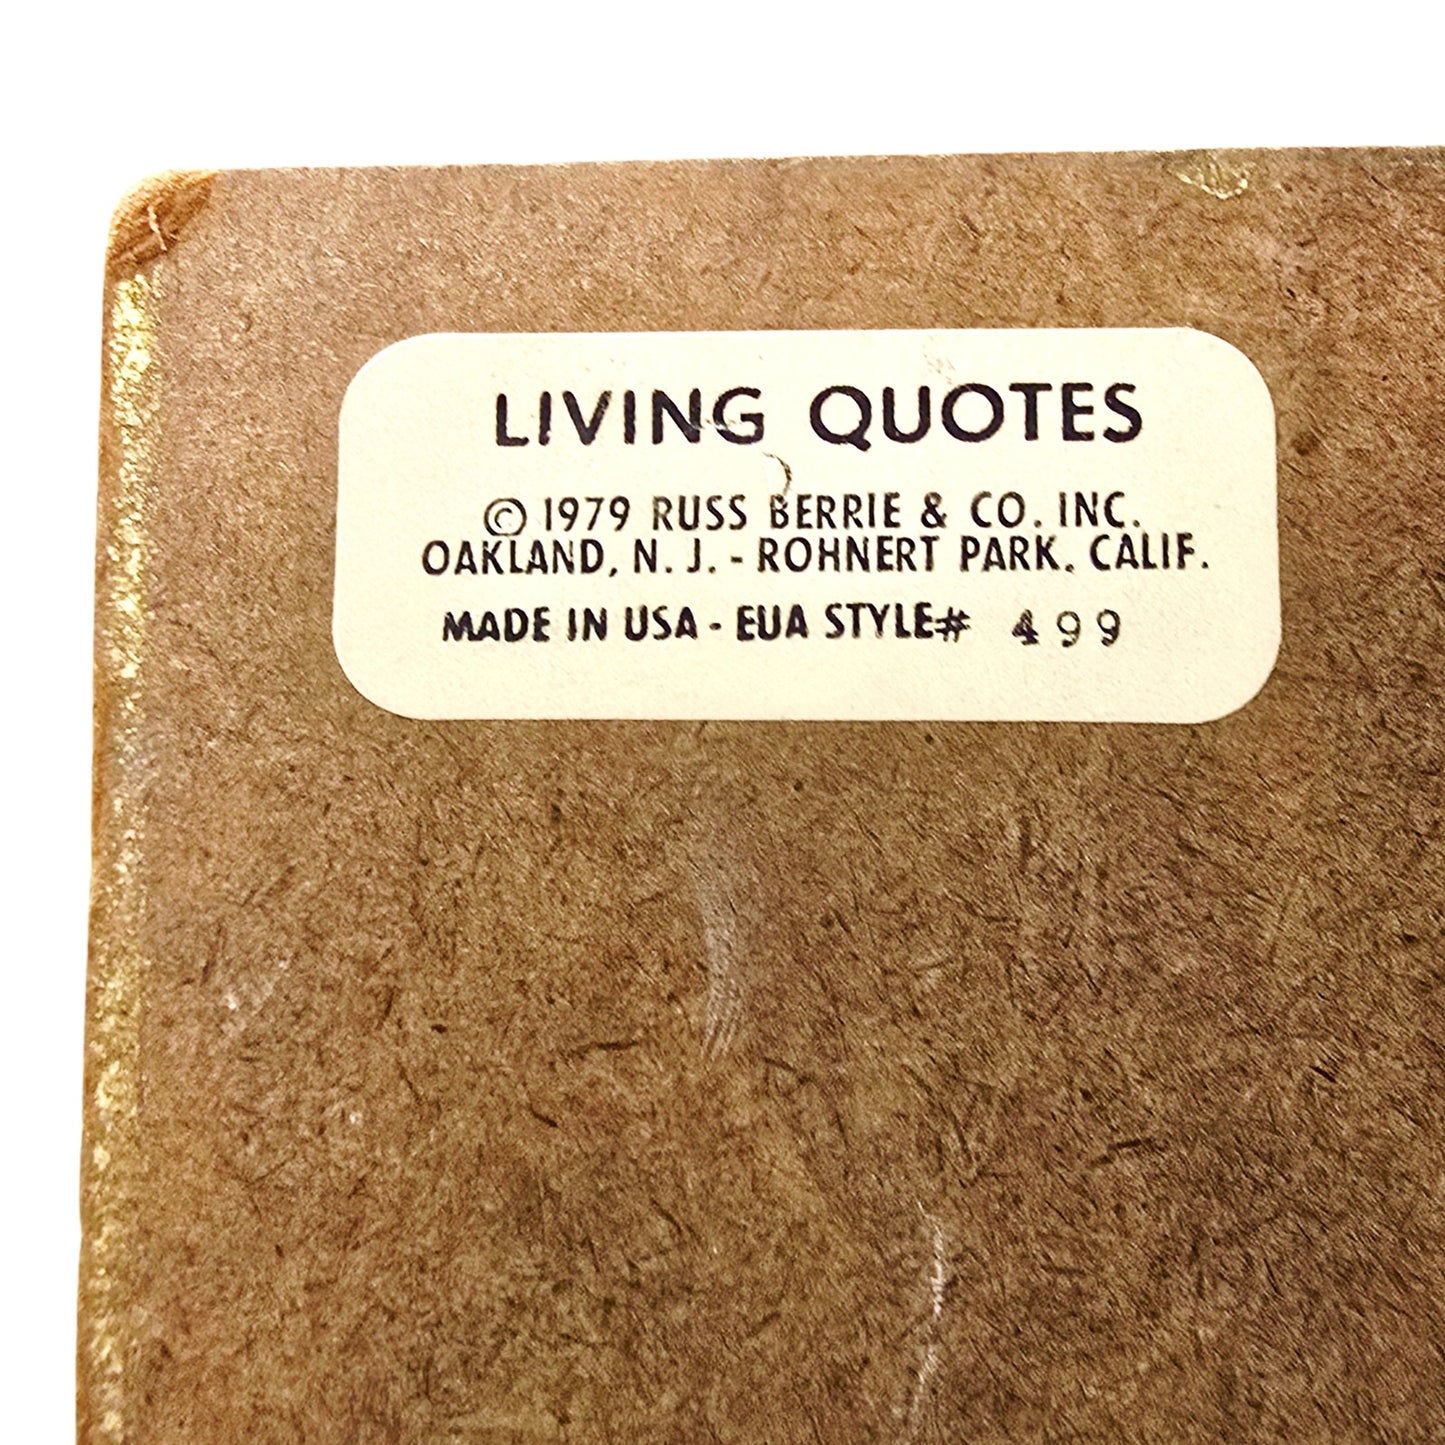 LIVING QUOTES
© 1979 RUSS BERRIE & CO. INC.
OAKLAND, N. J. - ROHNERT PARK, CALIF.
MADE IN USA - EUA STYLE# 499